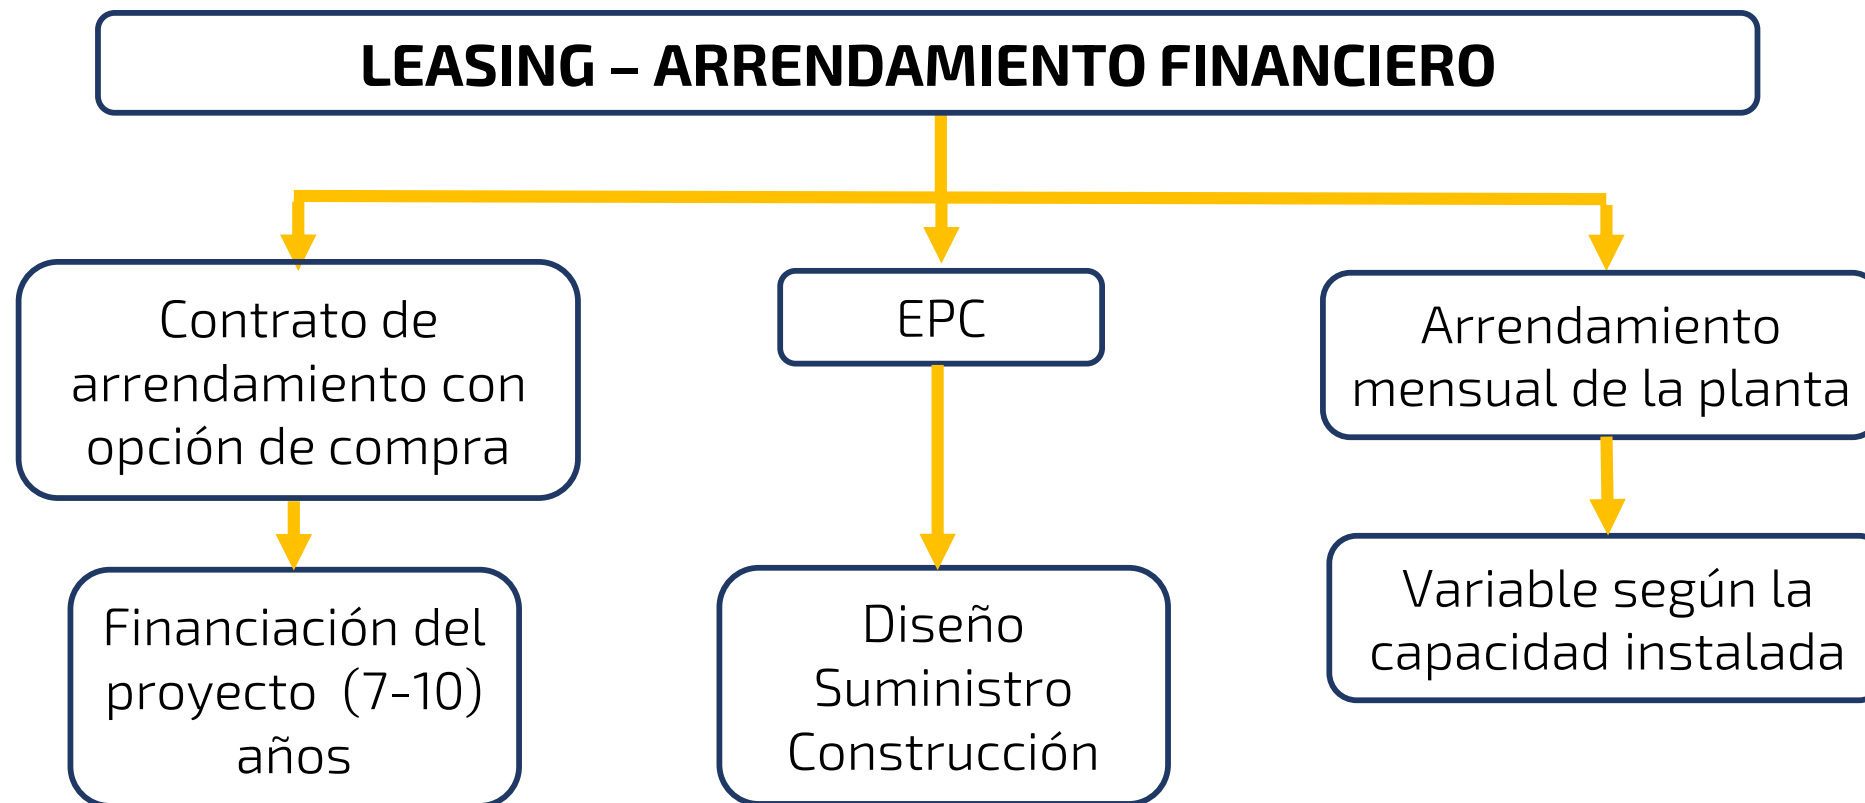 LEASING – ARRENDAMIENTO FINANCIERO
Contrato de
arrendamiento con
opción de compra
EPC
Arrendamiento
mensual de la planta
Financiación del
proyecto (7-10)
años
Diseño
Suministro
Construcción
Variable según la
capacidad instalada